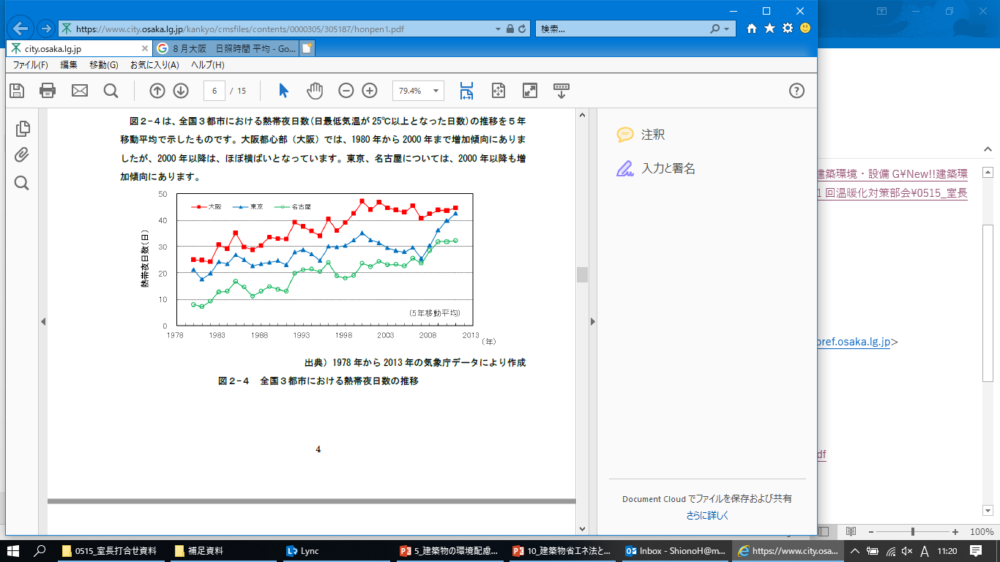 https://www.city.osaka.lg.jp/kankyo/cmsfiles/contents/0000305/305187/honpen1.pdf
検索...
city.osaka.lg.jp
8月大阪　日照時間 平均 - Go...
ファイル(F)　編集　移動(G)　お気に入り(A)　ヘルプ(H)
6 / 15
79.4%
図２-４は、全国３都市における熱帯夜日数(日最低気温が 25℃以上となった日数)の推移を５年
移動平均で示したものです。大阪都心部（大阪）では、1980 年から 2000 年まで増加傾向にありま
したが、2000 年以降は、ほぼ横ばいとなっています。東京、名古屋については、2000 年以降も増
加傾向にあります。
熱帯夜日数(日)
50
40
30
20
10
0
大阪　東京　名古屋
(5年移動平均)
1978 1983 1988 1993 1998 2003 2008 2013
(年)
出典）1978 年から 2013 年の気象庁データにより作成
図２-４　全国３都市における熱帯夜日数の推移
4
注釈
入力と署名
Document Cloud でファイルを保存および共有
さらに詳しく
建築環境・設備 G¥New!!建築環
1 回温暖化対策部会¥0515_室長
pref.osaka.lg.jp>
df
100%
0515_室長打合せ資料
補足資料
Lync
5_建築物の環境配慮...
10_建築物省エネ法と...
Inbox - ShionoH@m...
https://www.city.osa...
A
11:20